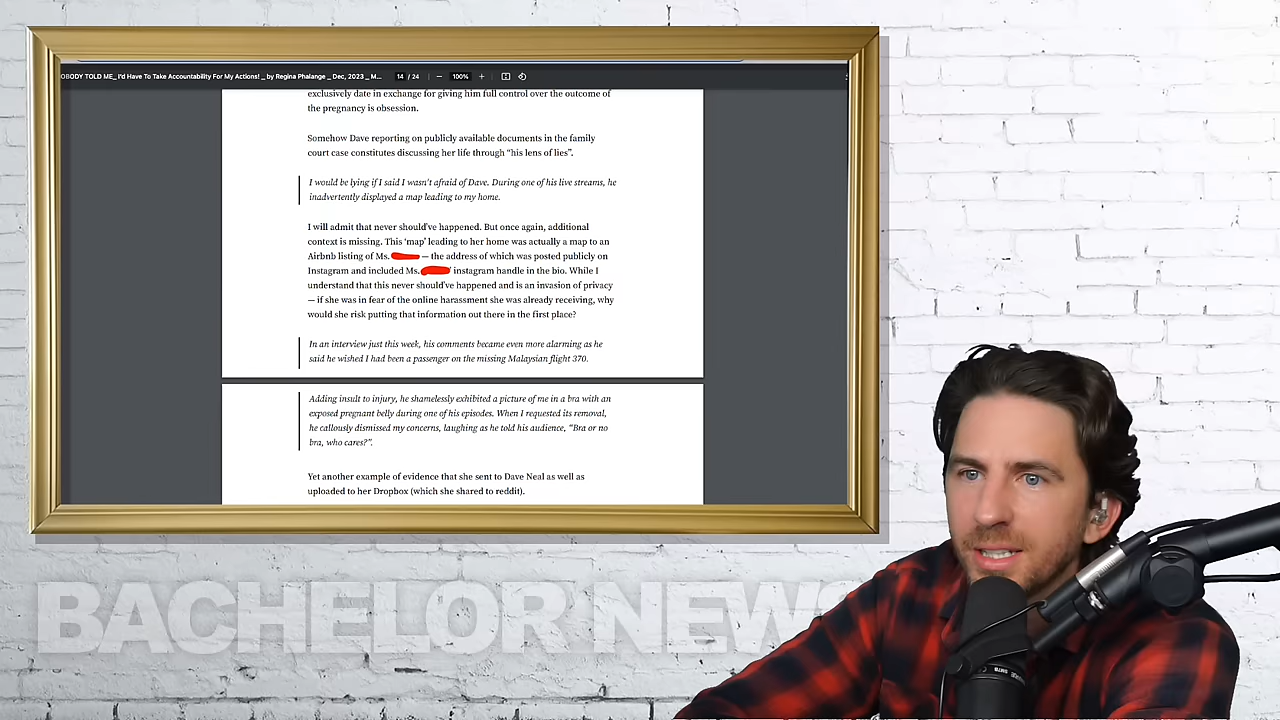 OBODY TOLD ME_ I'd Have To Take Accountability For My Actions! _ by Regina Phalange _ Dec, 2023 _ M... 14 / 24 − 100% +
exclusively date in exchange for giving him full control over the outcome of
the pregnancy is obsession.
Somehow Dave reporting on publicly available documents in the family
court case constitutes discussing her life through “his lens of lies”.
I would be lying if I said I wasn't afraid of Dave. During one of his live streams, he
inadvertently displayed a map leading to my home.
I will admit that never should've happened. But once again, additional
context is missing. This ‘map’ leading to her home was actually a map to an
Airbnb listing of Ms. — the address of which was posted publicly on
Instagram and included Ms. instagram handle in the bio. While I
understand that this never should've happened and is an invasion of privacy
— if she was in fear of the online harassment she was already receiving, why
would she risk putting that information out there in the first place?
In an interview just this week, his comments became even more alarming as he
said he wished I had been a passenger on the missing Malaysian flight 370.
Adding insult to injury, he shamelessly exhibited a picture of me in a bra with an
exposed pregnant belly during one of his episodes. When I requested its removal,
he callously dismissed my concerns, laughing as he told his audience, “Bra or no
bra, who cares?”.
Yet another example of evidence that she sent to Dave Neal as well as
uploaded to her Dropbox (which she shared to reddit).
BACHELOR NEWS